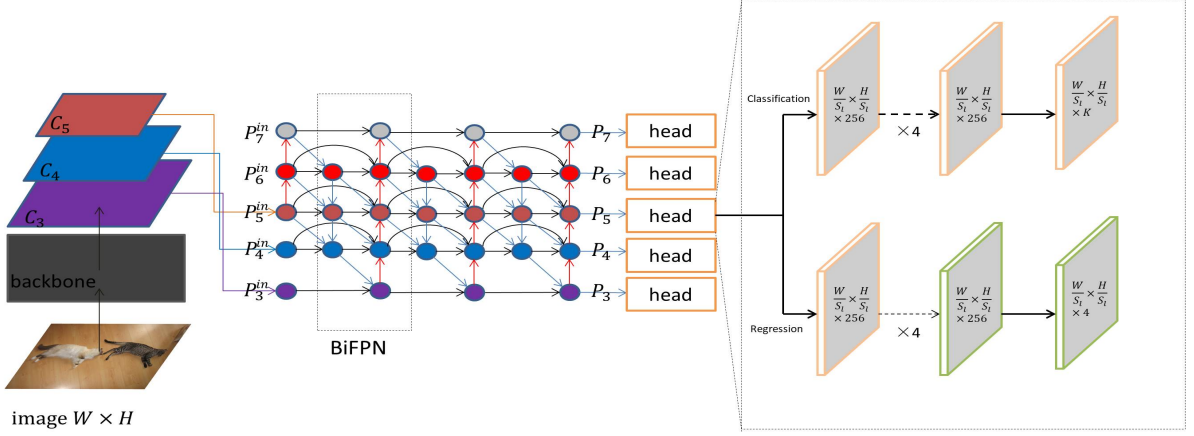 C₅
C₄
C₃
backbone
image W × H
P₇ⁱⁿ
P₆ⁱⁿ
P₅ⁱⁿ
P₄ⁱⁿ
P₃ⁱⁿ
BiFPN
P₇ head
P₆ head
P₅ head
P₄ head
P₃ head
Classification
W/Sₗ × H/Sₗ × 256
×4
W/Sₗ × H/Sₗ × 256
W/Sₗ × H/Sₗ × K
Regression
W/Sₗ × H/Sₗ × 256
×4
W/Sₗ × H/Sₗ × 256
W/Sₗ × H/Sₗ × 4